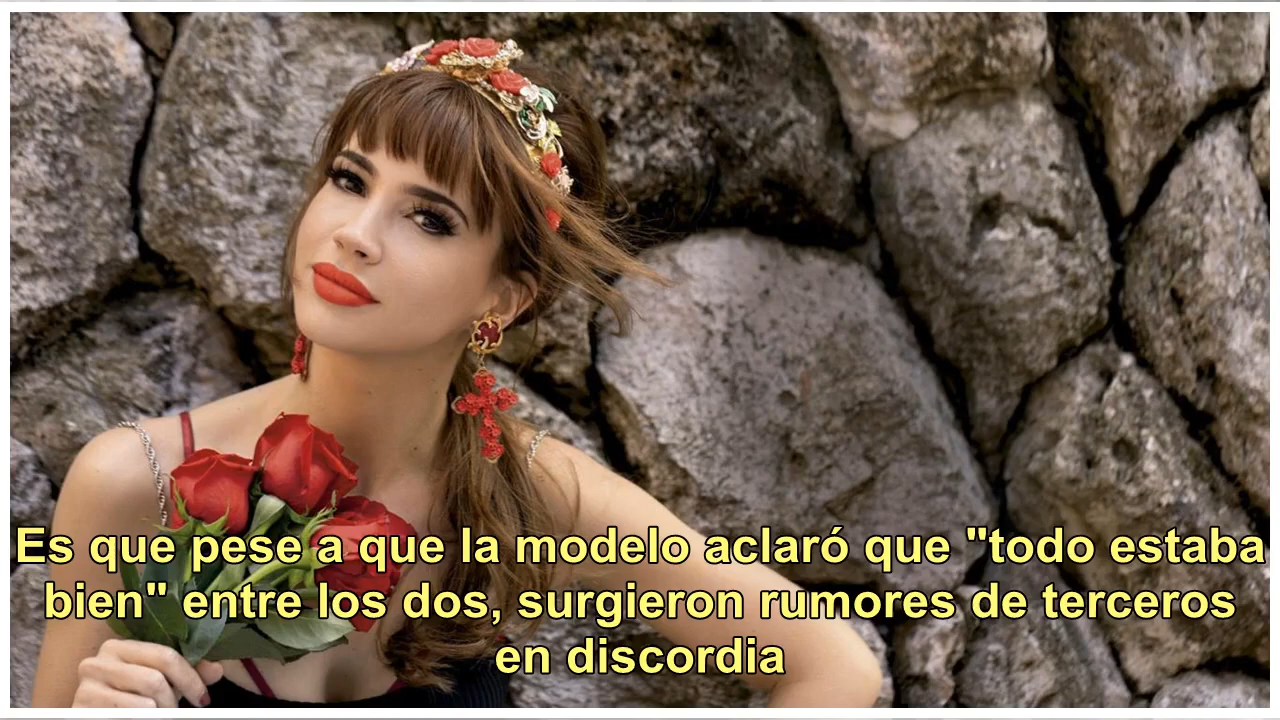 Es que pese a que la modelo aclaró que "todo estaba
bien" entre los dos, surgieron rumores de terceros
en discordia